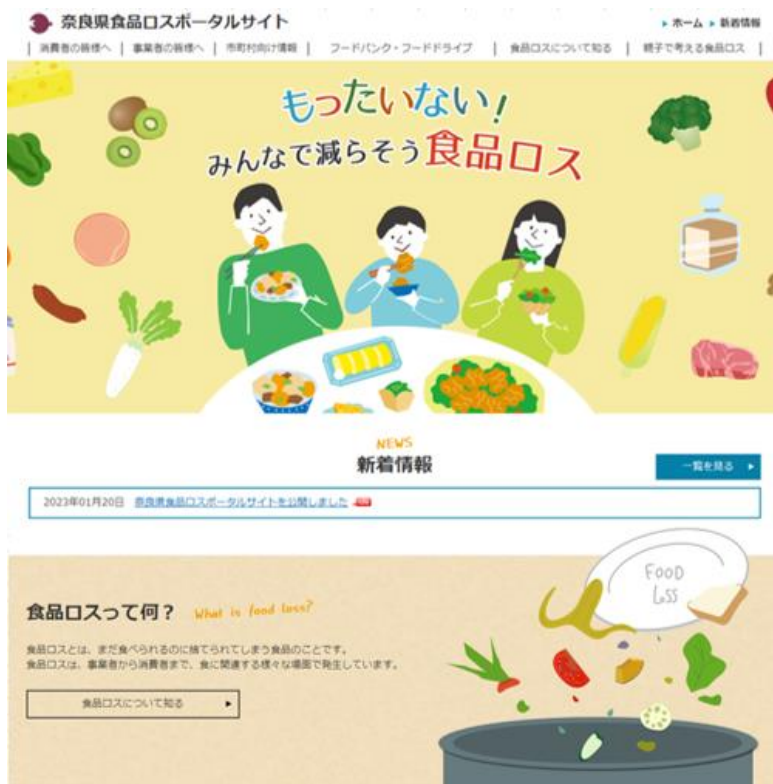 奈良県食品ロスポータルサイト
ホーム 新着情報
消費者の皆様へ | 事業者の皆様へ | 市町村向け情報 | フードバンク・フードドライブ | 食品ロスについて知る | 親子で考える食品ロス
もったいない!
みんなで減らそう食品ロス
NEWS
新着情報
一覧を見る
2023年01月20日 奈良県食品ロスポータルサイトを公開しました
FOOD
Loss
食品ロスって何? What is food loss?
食品ロスとは、まだ食べられるのに捨てられてしまう食品のことです。
食品ロスは、事業者から消費者まで、食に関連する様々な場面で発生しています。
食品ロスについて知る